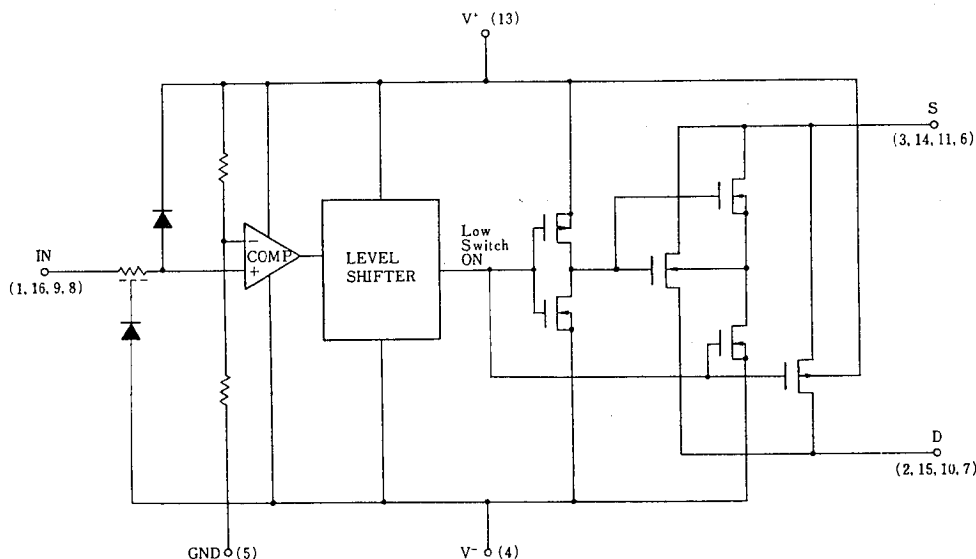 V⁺ (13)
S
(3, 14, 11, 6)
Low
Switch
ON
IN
(1, 16, 9, 8)
−
COMP
+
LEVEL
SHIFTER
D
(2, 15, 10, 7)
GND (5)
V⁻ (4)